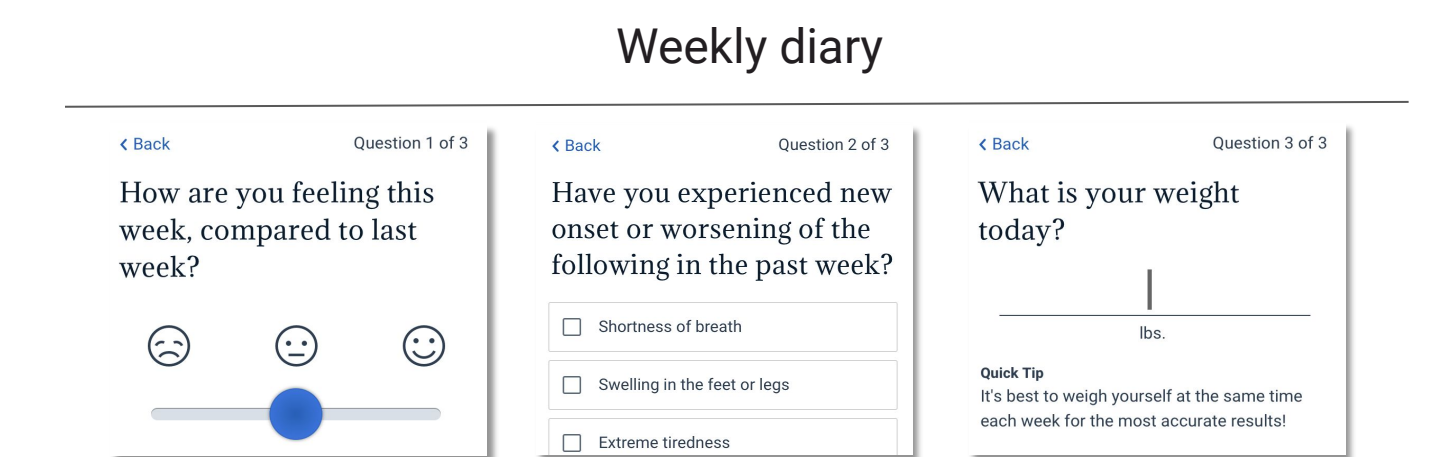 Weekly diary
Back
Question 1 of 3
How are you feeling this
week, compared to last
week?
Back
Question 2 of 3
Have you experienced new
onset or worsening of the
following in the past week?
Shortness of breath
Swelling in the feet or legs
Extreme tiredness
Back
Question 3 of 3
What is your weight
today?
lbs.
Quick Tip
It's best to weigh yourself at the same time
each week for the most accurate results!